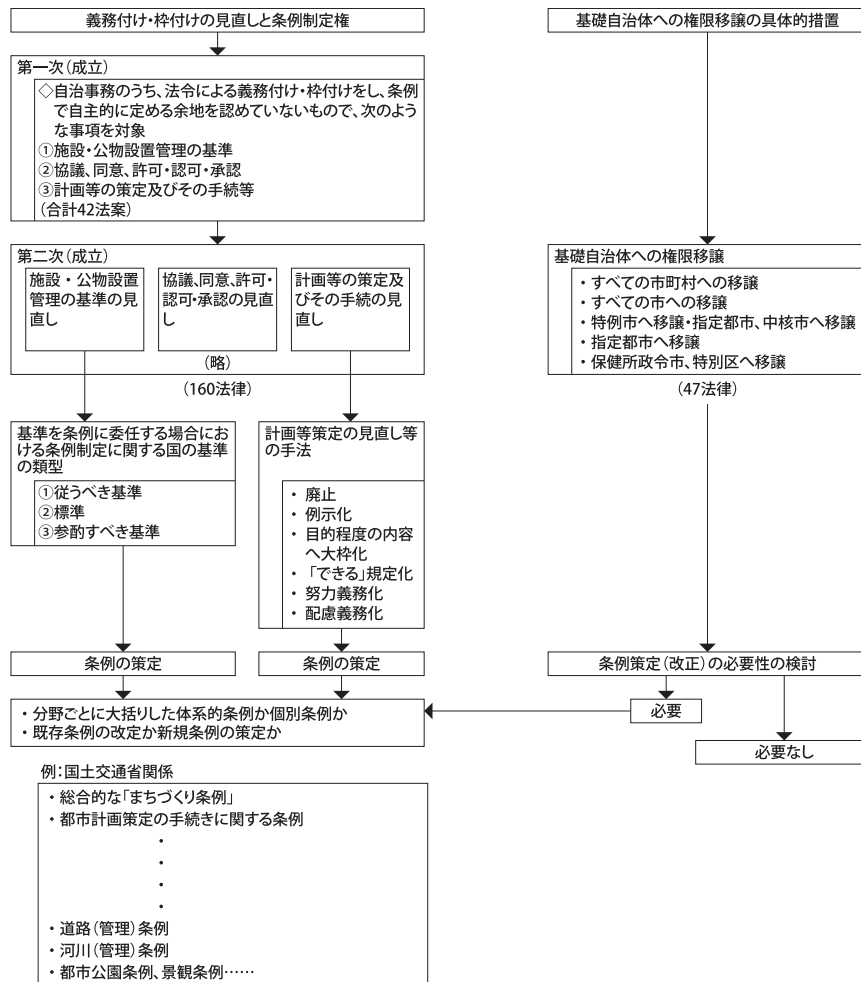 義務付け・枠付けの見直しと条例制定権
第一次(成立)
◇自治事務のうち、法令による義務付け・枠付けをし、条例
で自主的に定める余地を認めていないもので、次のよう
な事項を対象
①施設・公物設置管理の基準
②協議、同意、許可・認可・承認
③計画等の策定及びその手続等
(合計42法案)
第二次(成立)
施設・公物設置
管理の基準の見
直し
協議、同意、許可・
認可・承認の見直
し
計画等の策定及
びその手続の見
直し
(略)
(160法律)
基準を条例に委任する場合にお
ける条例制定に関する国の基準
の類型
①従うべき基準
②標準
③参酌すべき基準
計画等策定の見直し等
の手法
・ 廃止
・ 例示化
・ 目的程度の内容
へ大枠化
・ 「できる」規定化
・ 努力義務化
・ 配慮義務化
条例の策定
条例の策定
・分野ごとに大括りした体系的条例か個別条例か
・既存条例の改定か新規条例の策定か
例:国土交通省関係
・総合的な「まちづくり条例」
・都市計画策定の手続きに関する条例
・
・
・
・
・道路(管理)条例
・河川(管理)条例
・都市公園条例、景観条例……
基礎自治体への権限移譲の具体的措置
基礎自治体への権限移譲
・すべての市町村への移譲
・すべての市への移譲
・特例市へ移譲・指定都市、中核市へ移譲
・指定都市へ移譲
・保健所政令市、特別区へ移譲
(47法律)
条例策定(改正)の必要性の検討
必要
必要なし